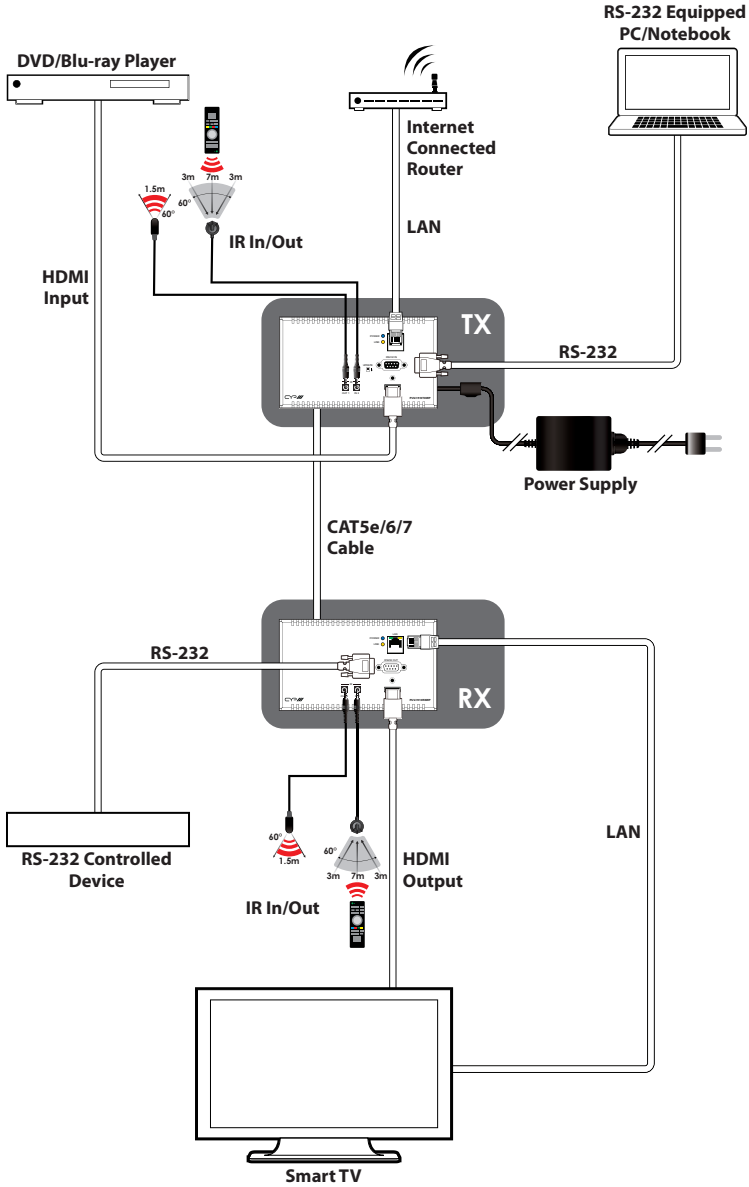 RS-232 Equipped
PC/Notebook
DVD/Blu-ray Player
Internet
Connected
Router
3m 7m 3m
1.5m
60°
60°
IR In/Out
LAN
HDMI
Input
TX
RS-232
CYP
Power Supply
CAT5e/6/7
Cable
RS-232
RX
CYP
RS-232 Controlled
Device
60°
1.5m
60°
3m 7m 3m
IR In/Out
HDMI
Output
LAN
Smart TV